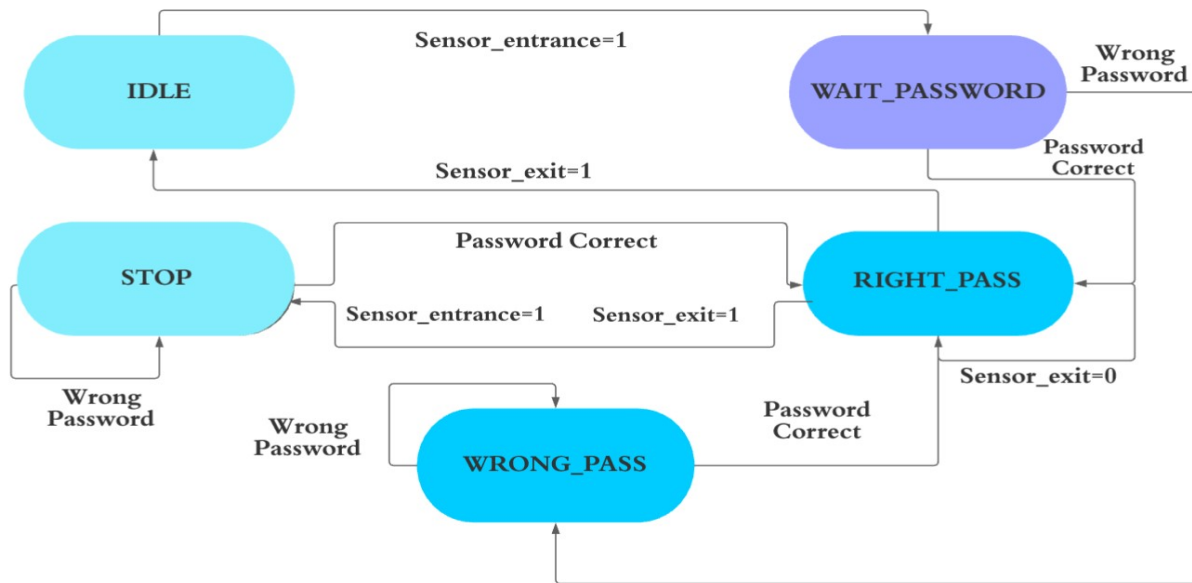 Sensor_entrance=1
IDLE
WAIT_PASSWORD
Wrong
Password
Password
Correct
Sensor_exit=1
STOP
Password Correct
RIGHT_PASS
Sensor_entrance=1
Sensor_exit=1
Sensor_exit=0
Wrong
Password
Wrong
Password
Password
Correct
WRONG_PASS